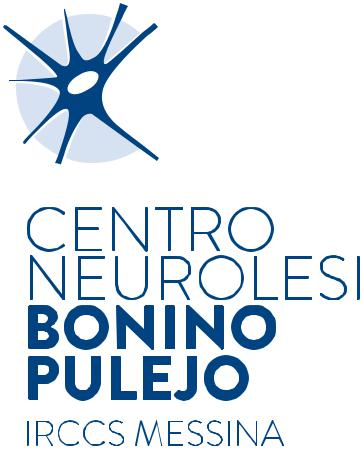 CENTRO
NEUROLESI
BONINO
PULEJO
IRCCS MESSINA